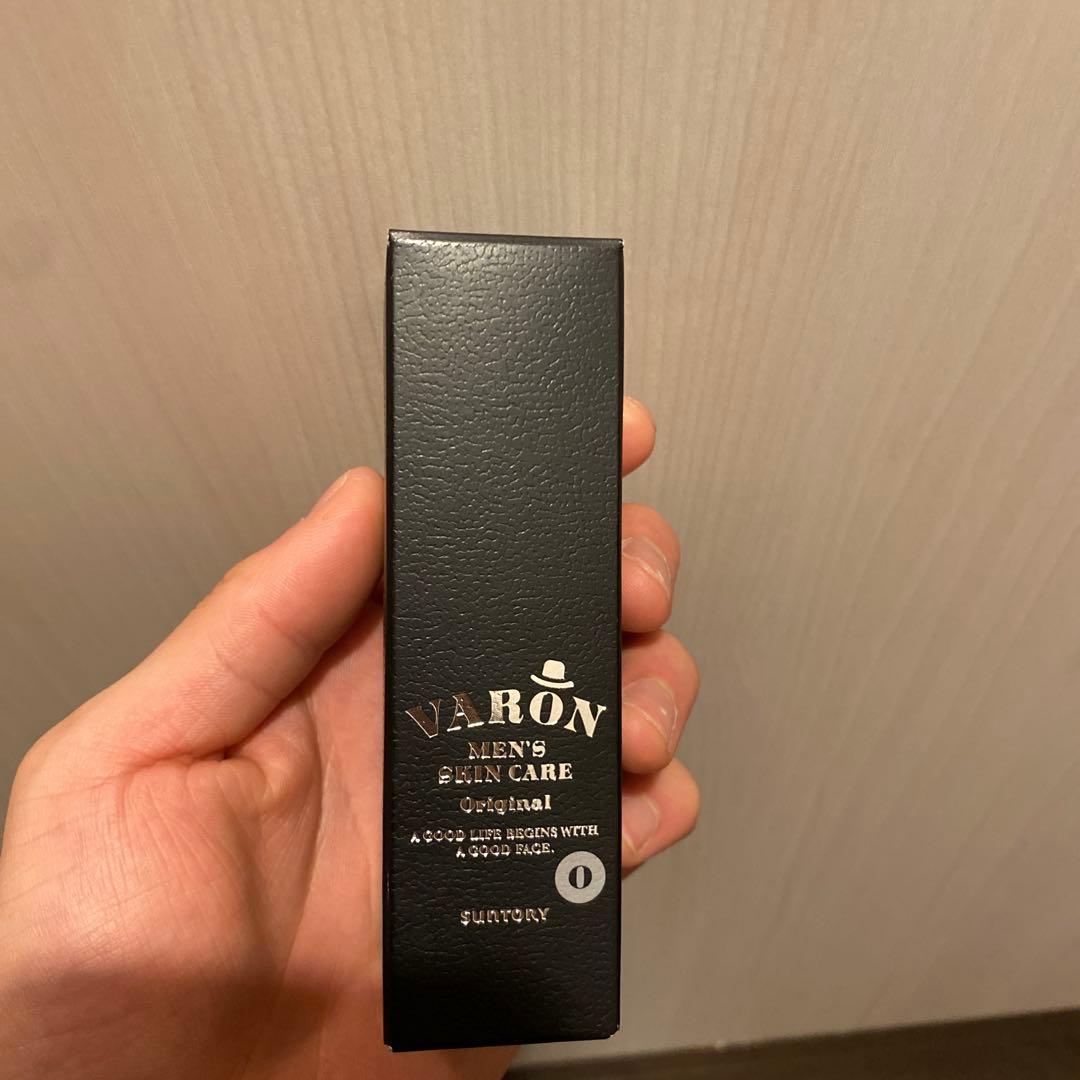 VARON
MEN'S
SKIN CARE
Original
A GOOD LIFE BEGINS WITH
A GOOD FACE.
O
SUNTORY